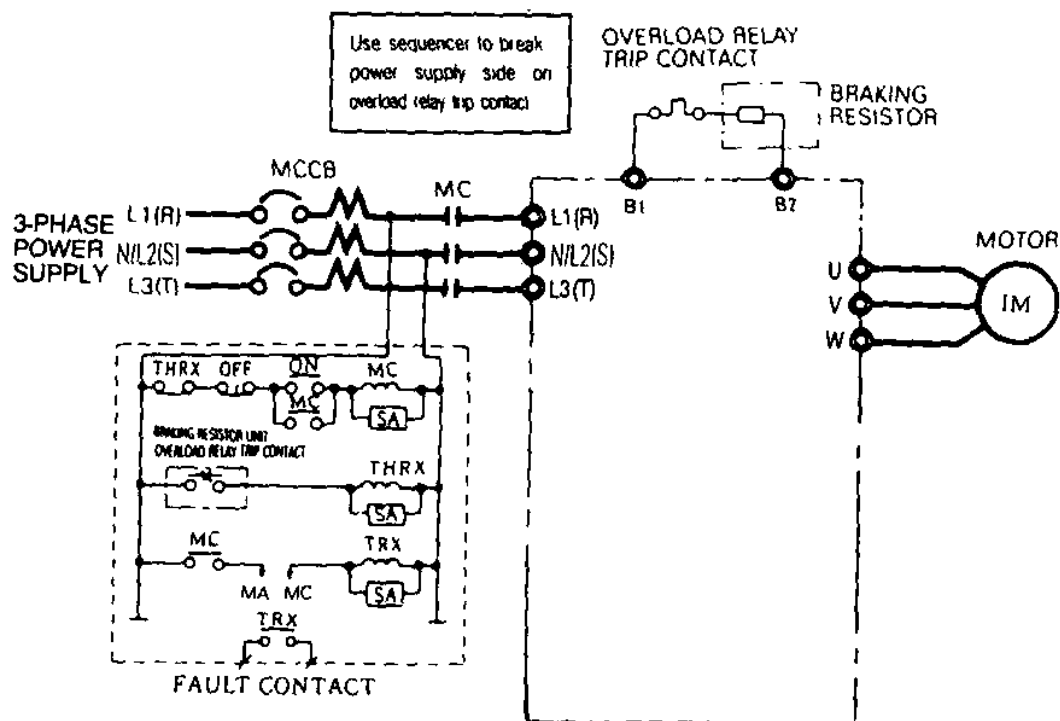 Use sequencer to break
power supply side on
overload relay trip contact
OVERLOAD RELAY
TRIP CONTACT
BRAKING
RESISTOR
B1
B2
MCCB
MC
3-PHASE
POWER
SUPPLY
L1(R)
N/L2(S)
L3(T)
L1(R)
N/L2(S)
L3(T)
MOTOR
U
V
W
IM
THRX
OFF
ON
MC
MC
SA
BRAKING RESISTOR UNIT
OVERLOAD RELAY TRIP CONTACT
THRX
SA
MC
TRX
SA
MA
MC
TRX
FAULT CONTACT